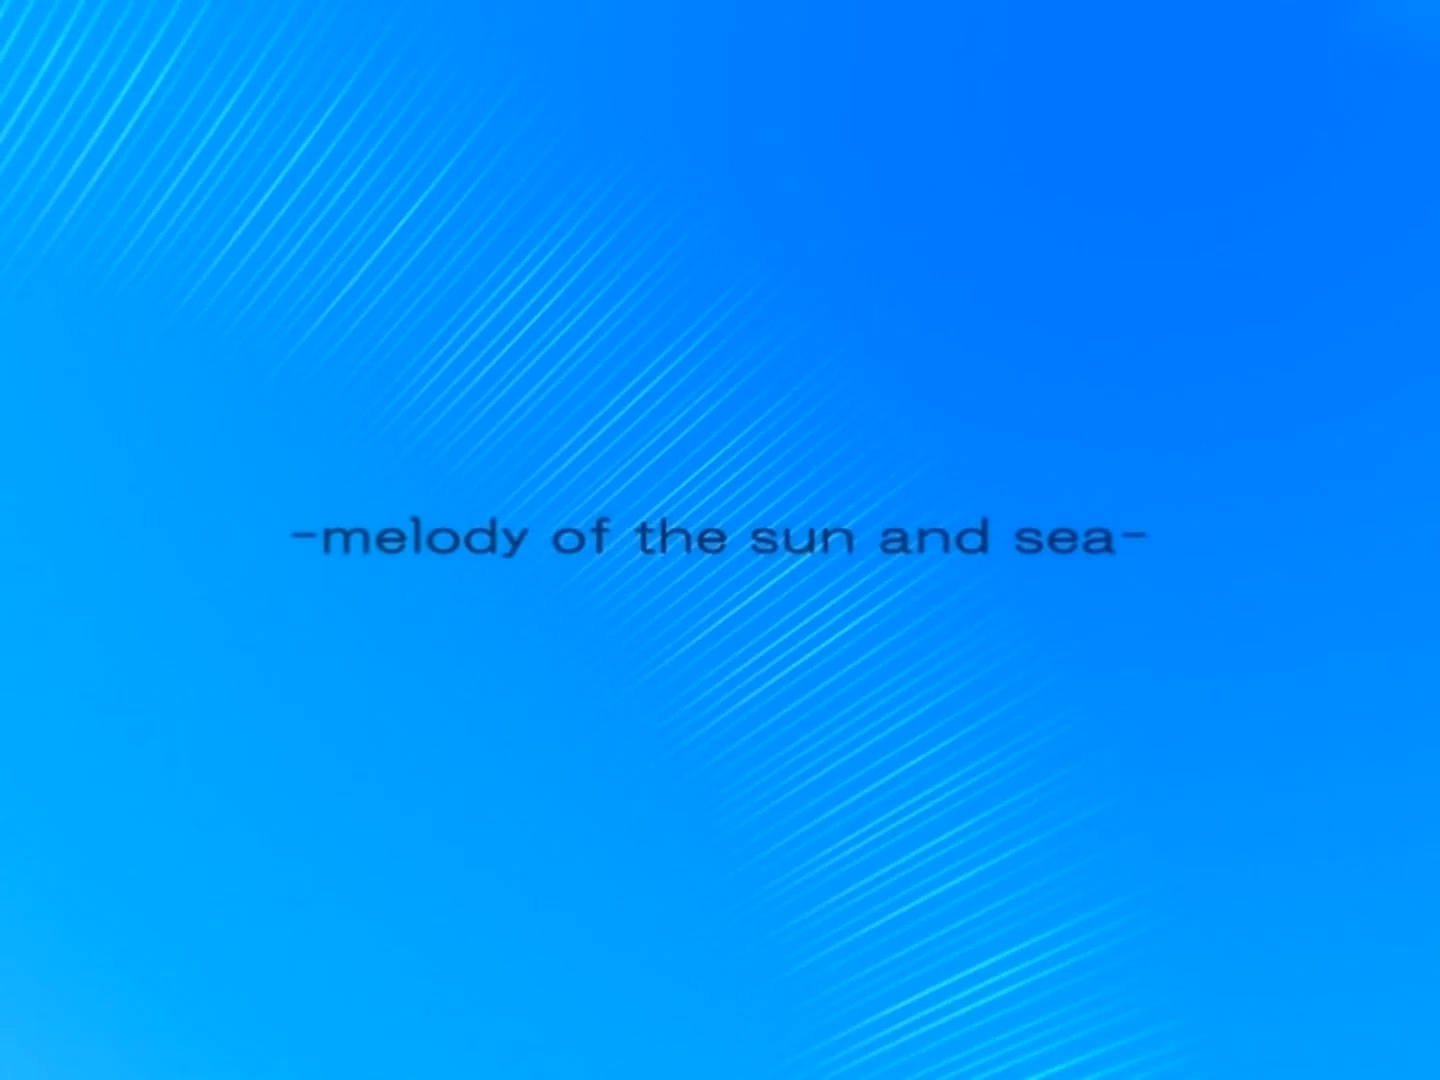 -melody of the sun and sea-